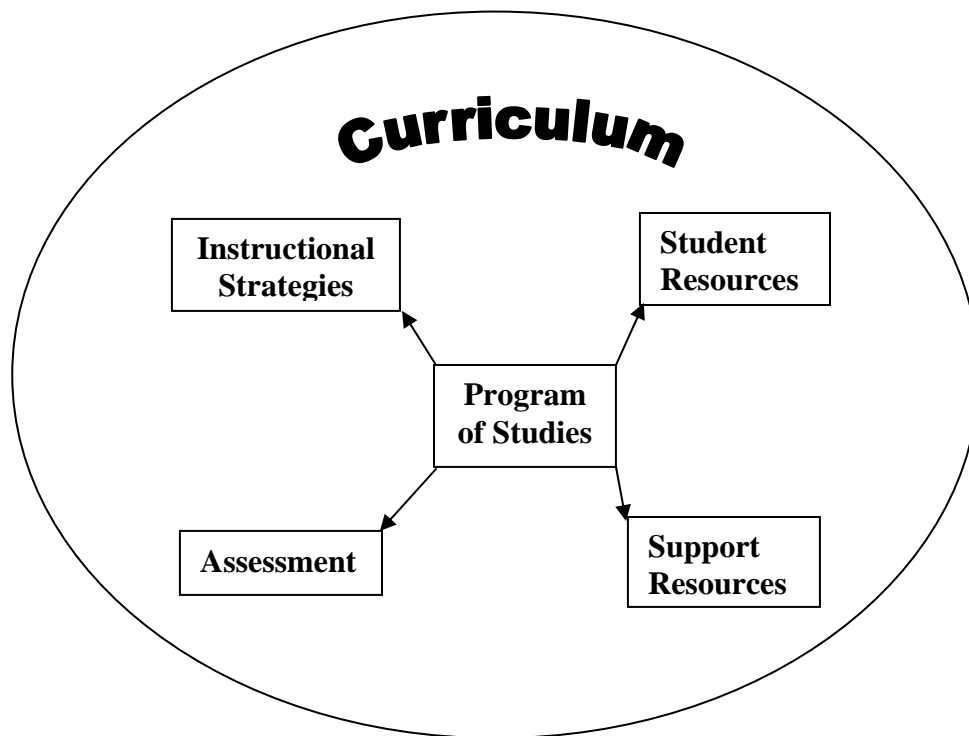 Curriculum
Instructional
Strategies
Student
Resources
Program
of Studies
Assessment
Support
Resources